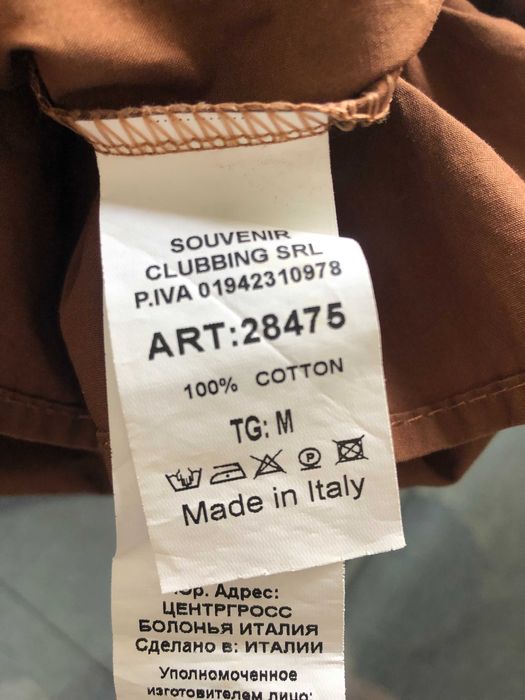 SOUVENIR
CLUBBING SRL
P.IVA 01942310978
ART:28475
100% COTTON
TG: M
P
Made in Italy
Адрес:
ЦЕНТРГРОСС
БОЛОНЬЯ ИТАЛИЯ
Сделано в: ИТАЛИИ
Уполномоченное
изготовителем лицо: